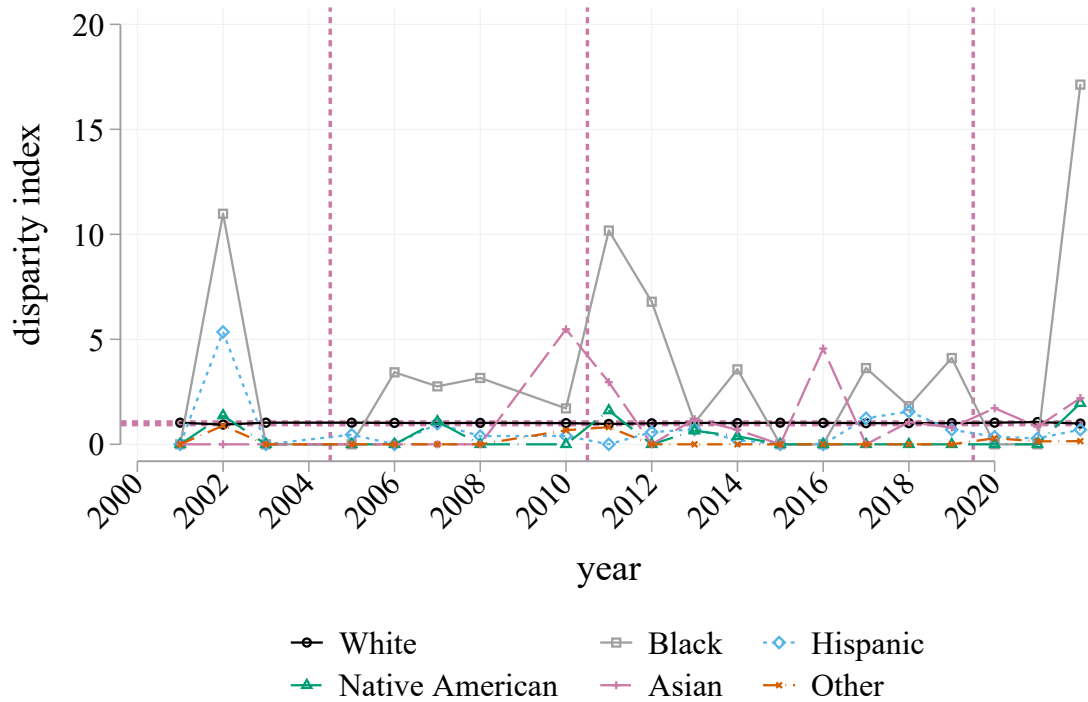 20
15
10
5
0
disparity index
2000 2002 2004 2006 2008 2010 2012 2014 2016 2018 2020
year
White Black Hispanic
Native American Asian Other